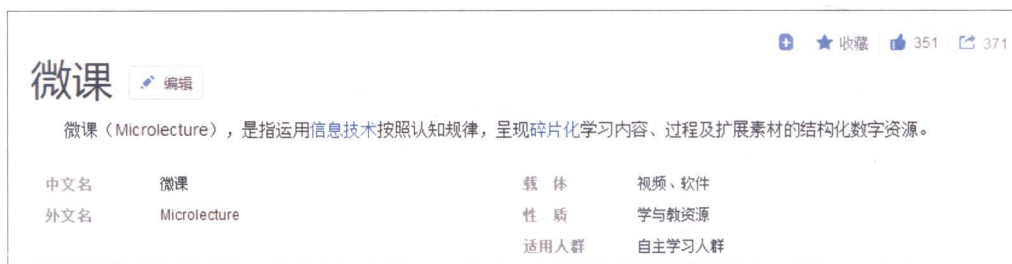 收藏 351 371
微课 编辑
微课（Microlecture），是指运用信息技术按照认知规律，呈现碎片化学习内容、过程及扩展素材的结构化数字资源。
中文名 微课 载体 视频、软件
外文名 Microlecture 性质 学与教资源
适用人群 自主学习人群